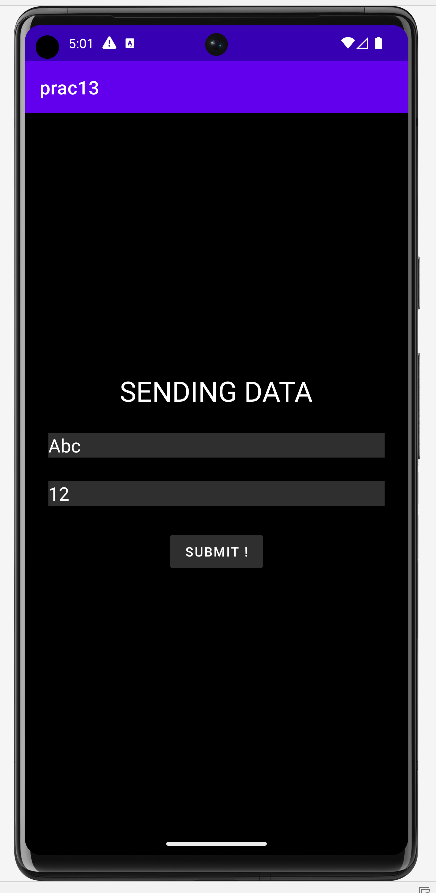 5:01
prac13
SENDING DATA
Abc
12
SUBMIT !